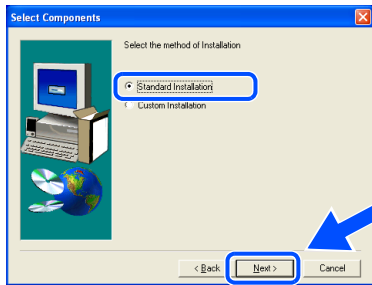 Select Components
Select the method of Installation
Standard Installation
Custom Installation
< Back
Next >
Cancel